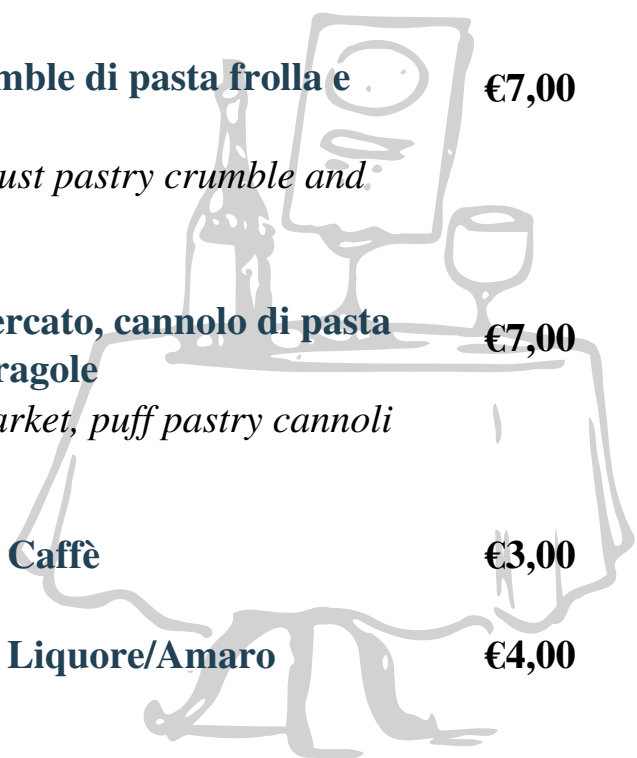 mble di pasta frolla e €7,00
ust pastry crumble and
ercato, cannolo di pasta €7,00
ragole
arket, puff pastry cannoli
Caffè €3,00
Liquore/Amaro €4,00